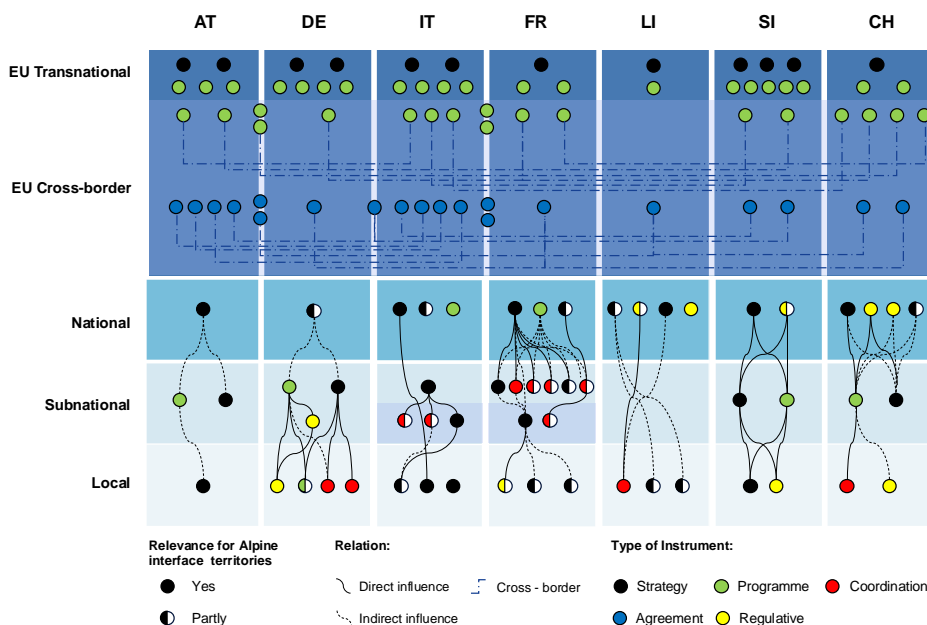 AT DE IT FR LI SI CH
EU Transnational
EU Cross-border
National
Subnational
Local
Relevance for Alpine
interface territories
Yes
Partly
Relation:
Direct influence
Cross - border
Indirect influence
Type of Instrument:
Strategy
Programme
Coordination
Agreement
Regulative